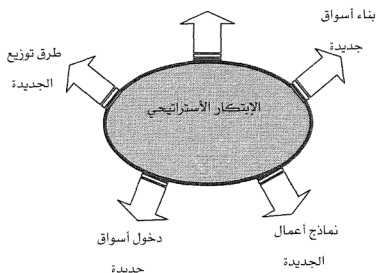 بناء أسواق
جديدة
طرق توزيع
الجديدة
الإبتكار الأستراتيجي
نماذج أعمال
الجديدة
دخول أسواق
جديدة